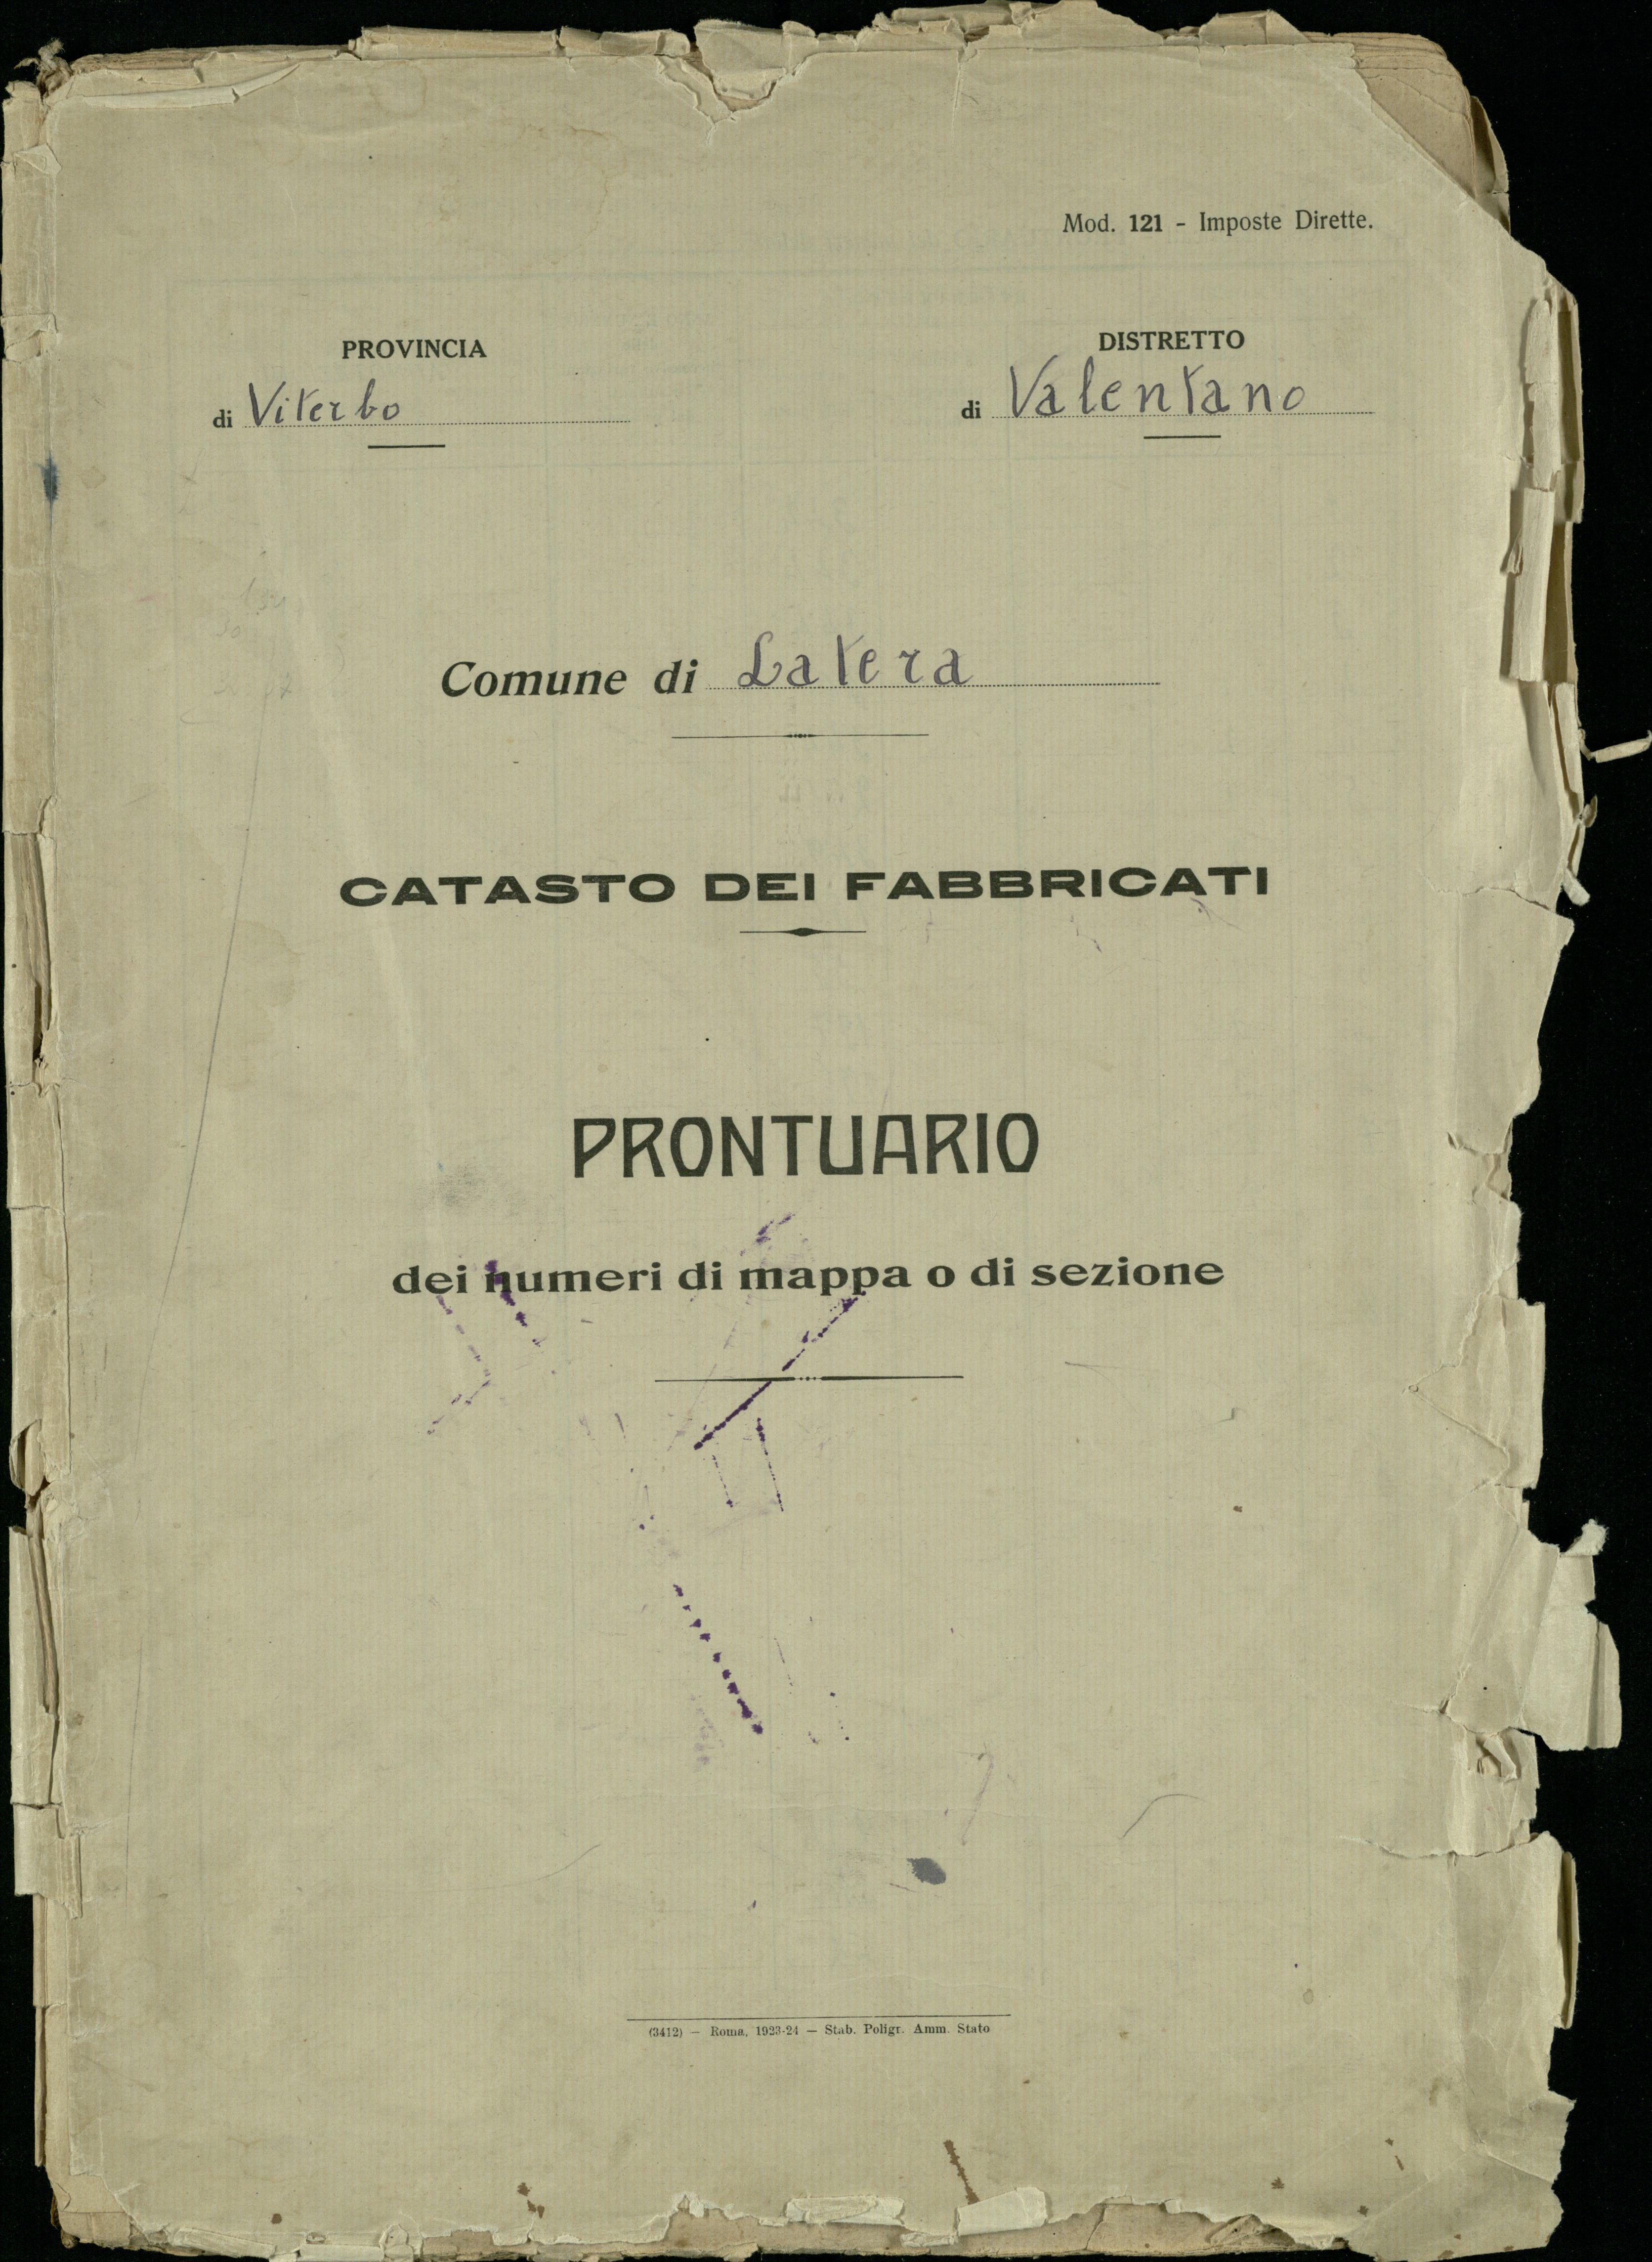 Mod. 121 - Imposte Dirette.
PROVINCIA
di Viterbo
DISTRETTO
di Valentano
Comune di Latera
CATASTO DEI FABBRICATI
PRONTUARIO
dei numeri di mappa o di sezione
(3412) — Roma, 1923-24 — Stab. Poligr. Amm. Stato